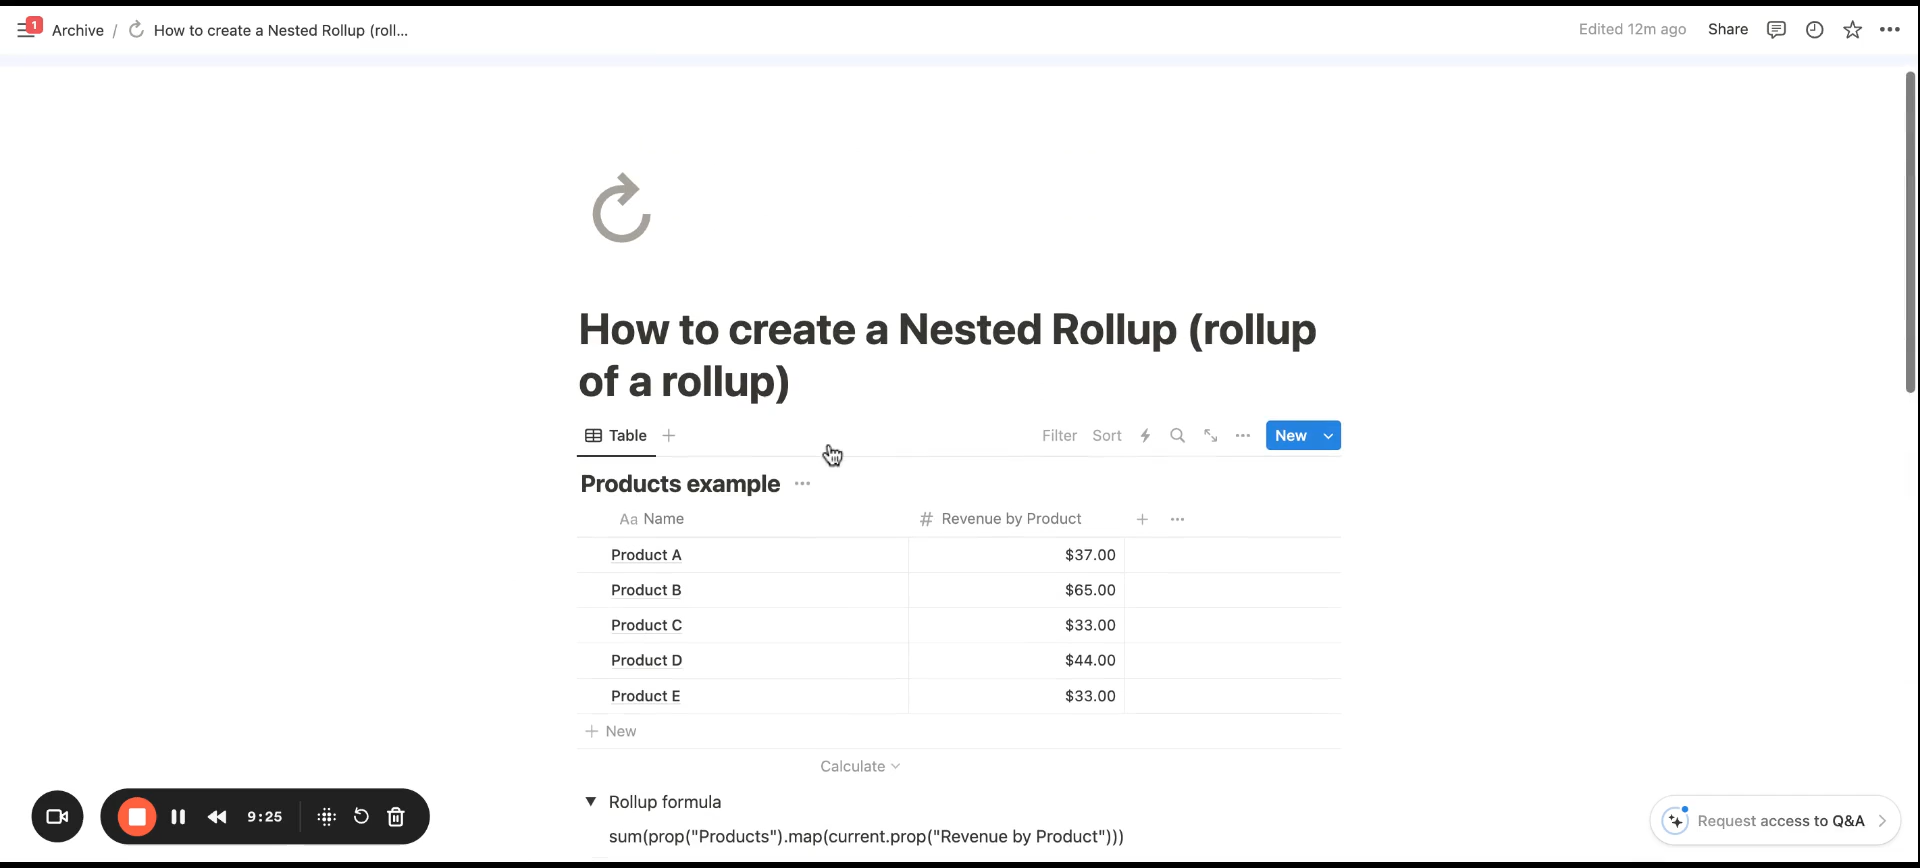 1
Archive / How to create a Nested Rollup (roll...
Edited 12m ago Share
How to create a Nested Rollup (rollup
of a rollup)
Table
Filter Sort New
Products example
Aa Name # Revenue by Product
Product A $37.00
Product B $65.00
Product C $33.00
Product D $44.00
Product E $33.00
+ New
Calculate
Rollup formula
sum(prop("Products").map(current.prop("Revenue by Product")))
9:25
Request access to Q&A